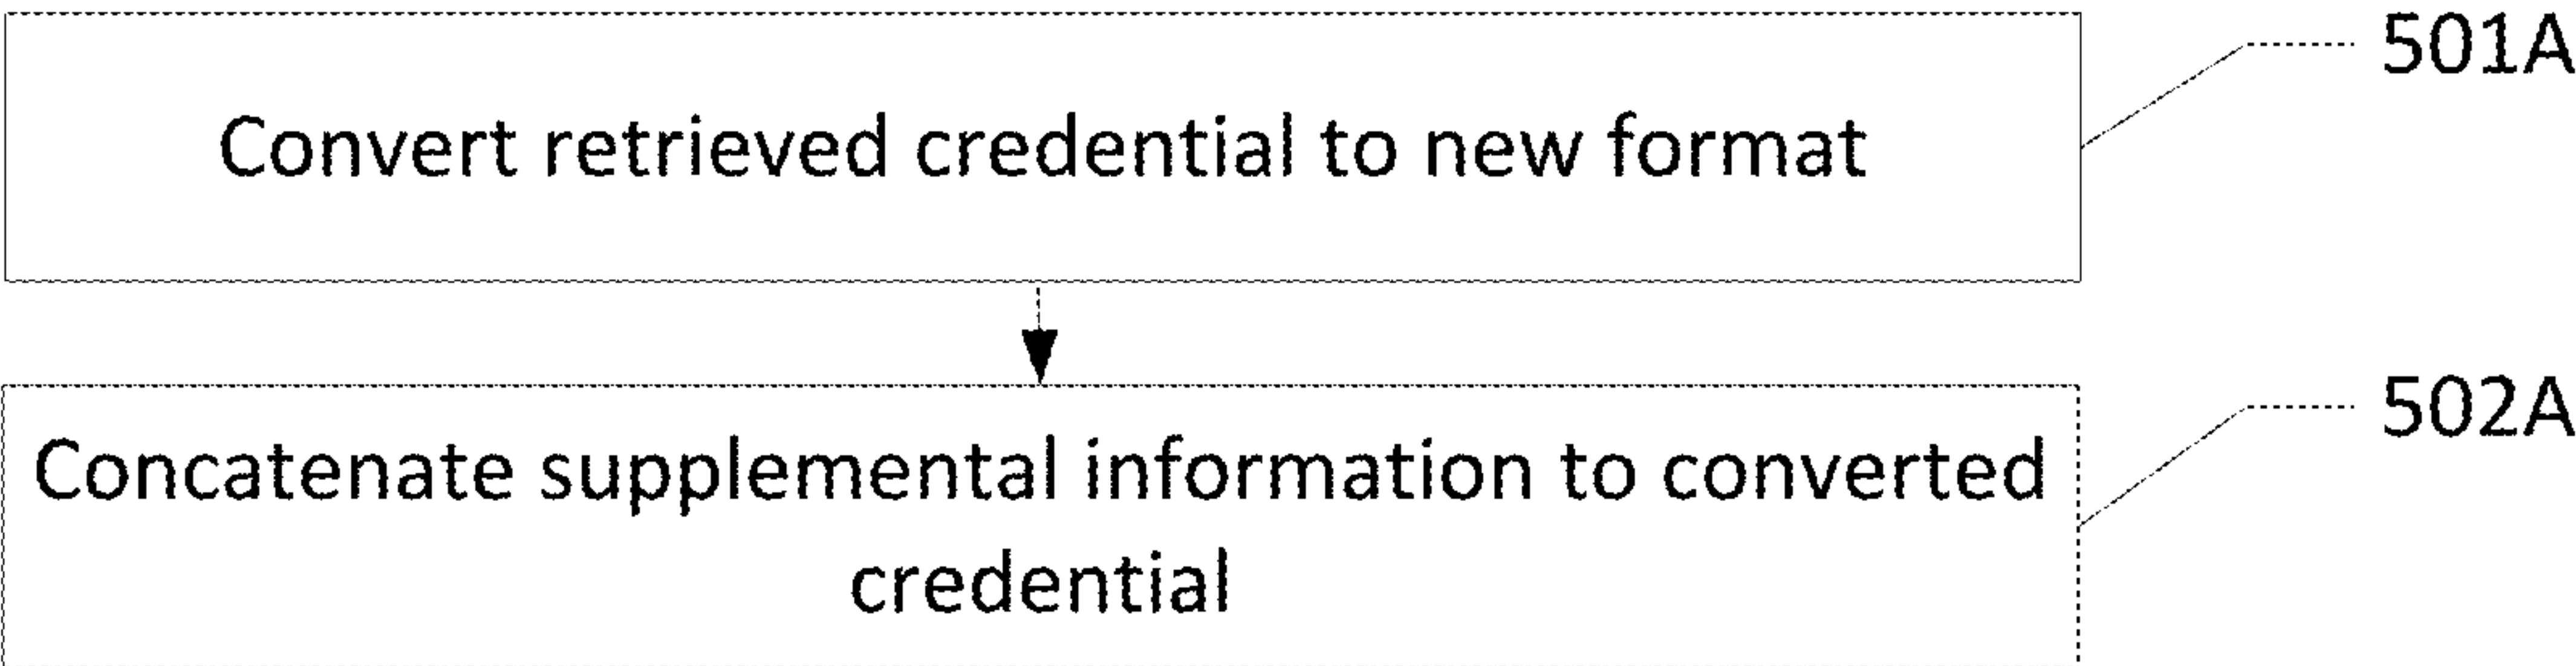 501A
Convert retrieved credential to new format
502A
Concatenate supplemental information to converted
credential